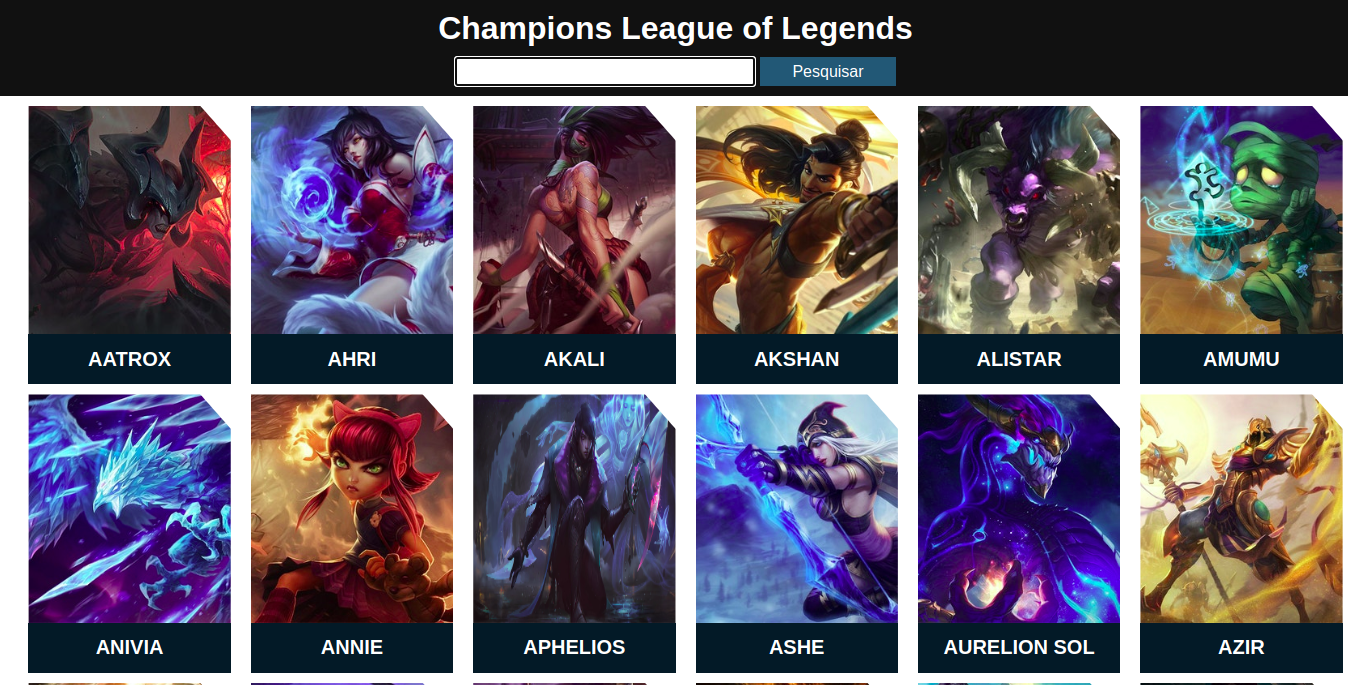 Champions League of Legends
Pesquisar
AATROX
AHRI
AKALI
AKSHAN
ALISTAR
AMUMU
ANIVIA
ANNIE
APHELIOS
ASHE
AURELION SOL
AZIR